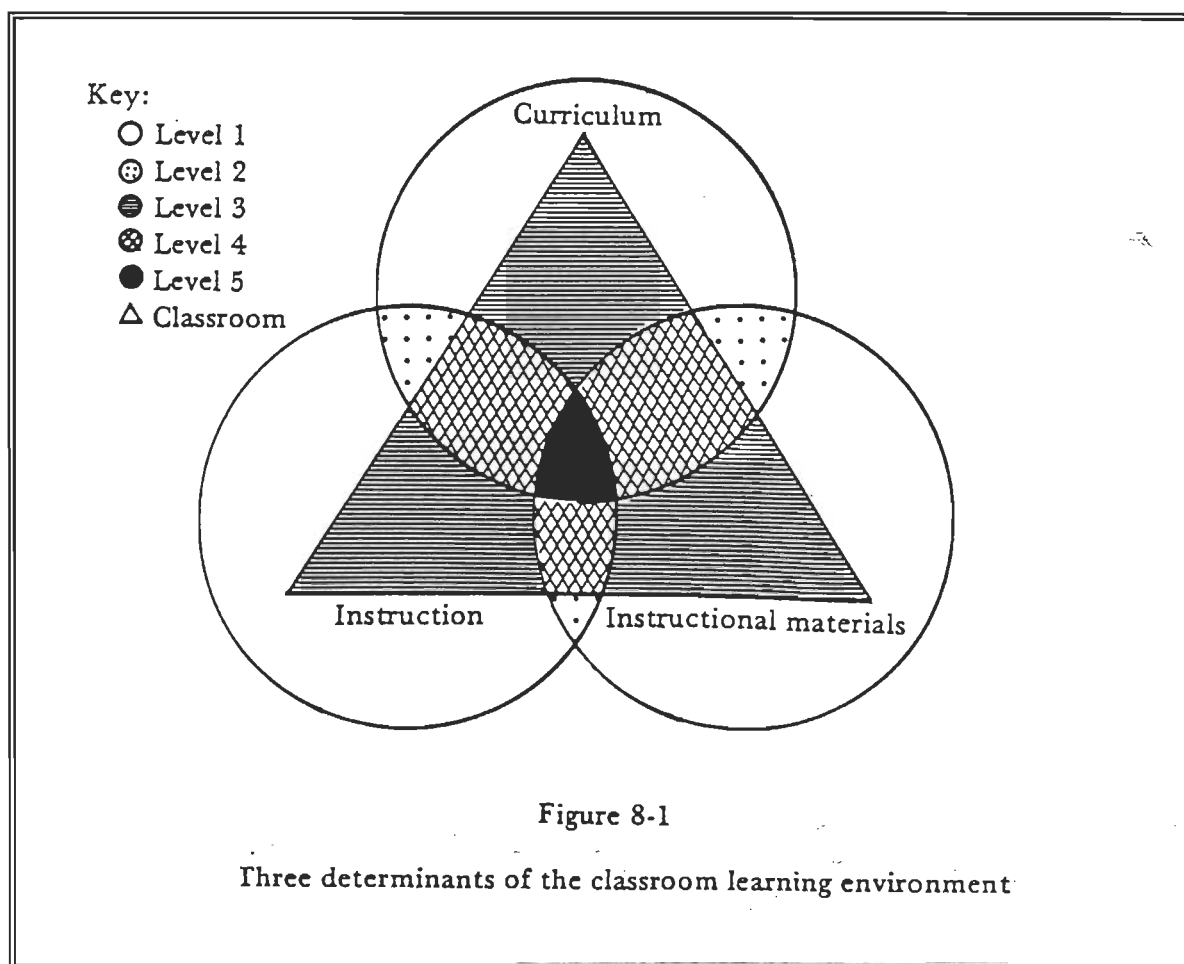 Key:
Level 1
Level 2
Level 3
Level 4
Level 5
Classroom
Curriculum
Instruction
Instructional materials
Figure 8-1
Three determinants of the classroom learning environment